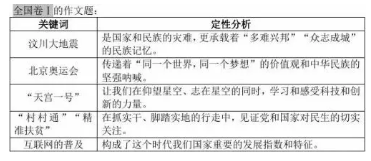 全国卷 I 的作文题:
关键词 定性分析
汶川大地震 是国家和民族的灾难,更承载着“多难兴邦”“众志成城”
的民族记忆。
北京奥运会 传递着“同一个世界,同一个梦想”的价值观和中华民族的
坚强呐喊。
“天宫一号” 让我们在仰望星空、志在星空的同时,学习和感受科技和创
新的力量。
“村村通”“精 在抓实干、脚踏实地的行走中,见证党和国家对民生的切实
准扶贫” 关注。
互联网的普及 构成了这个时代我们国家重要的发展指数和特征。